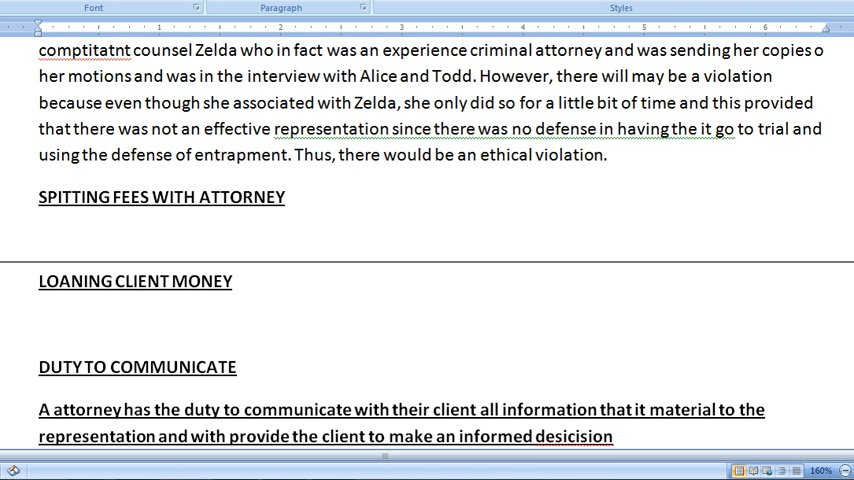 Font Paragraph Styles
1 2 3 4 5 6
comptitatnt counsel Zelda who in fact was an experience criminal attorney and was sending her copies o
her motions and was in the interview with Alice and Todd. However, there will may be a violation
because even though she associated with Zelda, she only did so for a little bit of time and this provided
that there was not an effective representation since there was no defense in having the it go to trial and
using the defense of entrapment. Thus, there would be an ethical violation.
SPITTING FEES WITH ATTORNEY
LOANING CLIENT MONEY
DUTY TO COMMUNICATE
A attorney has the duty to communicate with their client all information that it material to the
representation and with provide the client to make an informed desicision
160%